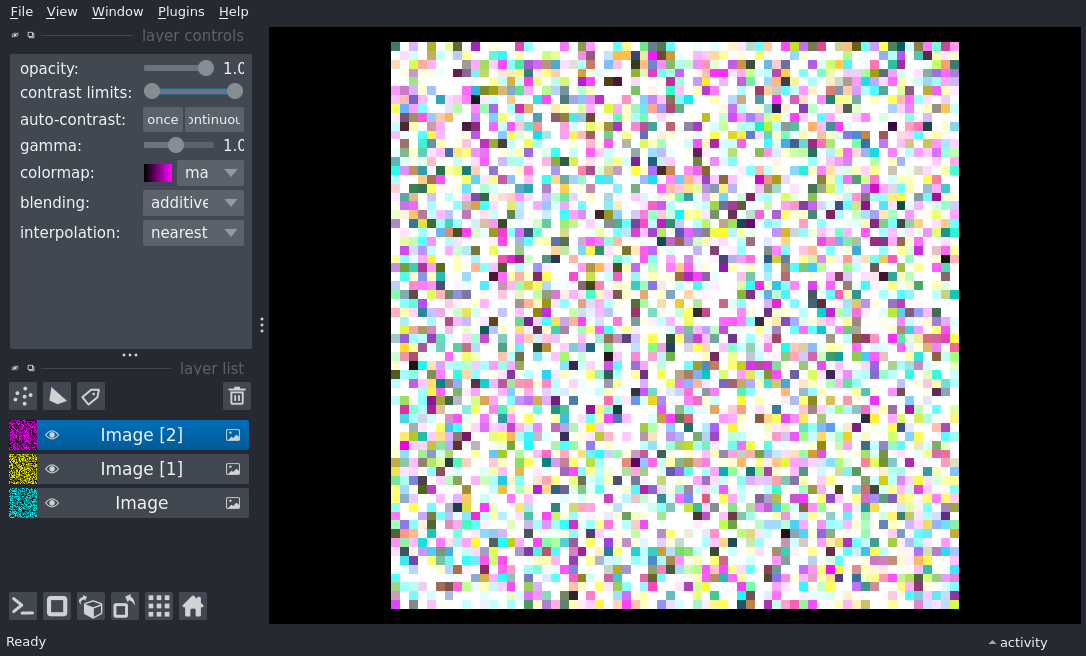 File View Window Plugins Help
layer controls
opacity: 1.0
contrast limits:
auto-contrast: once ontinuou
gamma: 1.0
colormap: ma
blending: additive
interpolation: nearest
layer list
Image [2]
Image [1]
Image
Ready activity